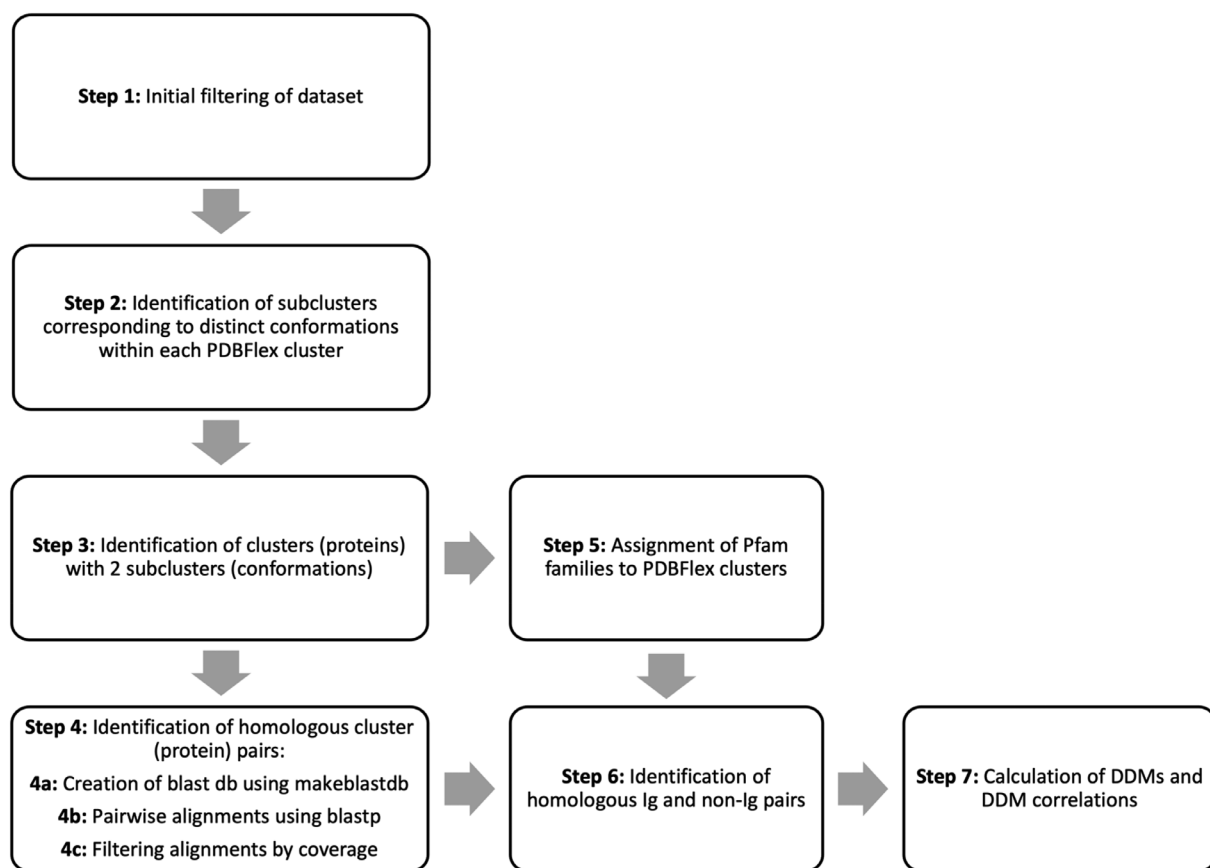 Step 1: Initial filtering of dataset
Step 2: Identification of subclusters
corresponding to distinct conformations
within each PDBFlex cluster
Step 3: Identification of clusters (proteins)
with 2 subclusters (conformations)
Step 5: Assignment of Pfam
families to PDBFlex clusters
Step 4: Identification of homologous cluster
(protein) pairs:
4a: Creation of blast db using makeblastdb
4b: Pairwise alignments using blastp
4c: Filtering alignments by coverage
Step 6: Identification of
homologous Ig and non-Ig pairs
Step 7: Calculation of DDMs and
DDM correlations